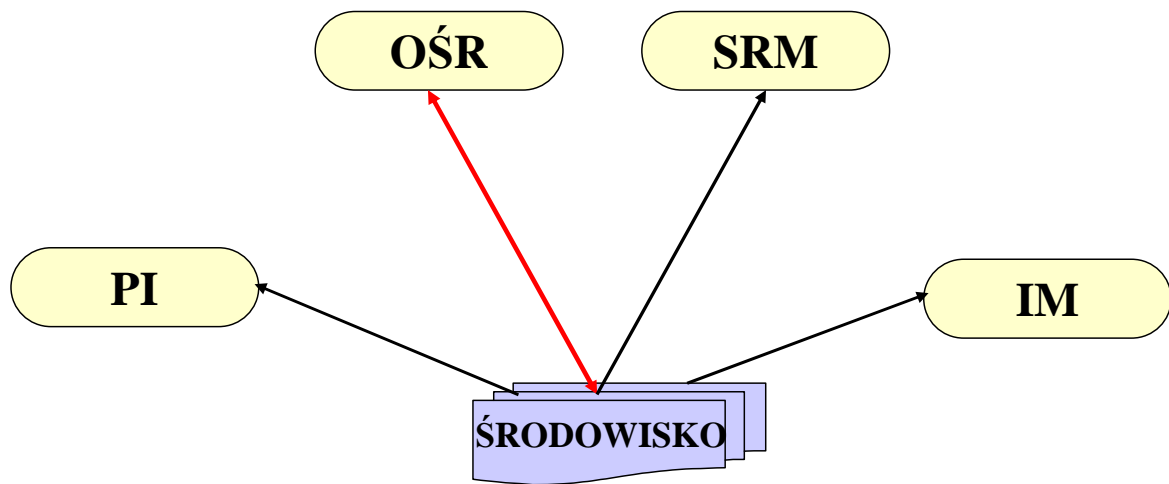 OŚR
SRM
PI
IM
ŚRODOWISKO